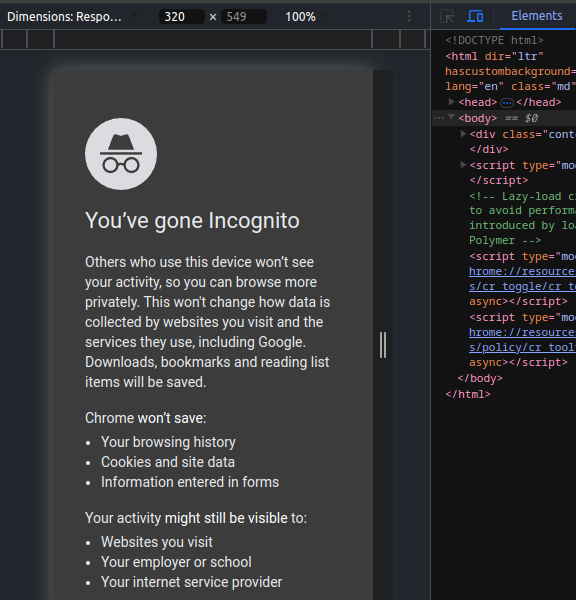 Dimensions: Respo… 320 × 549 100%
Elements
You’ve gone Incognito
Others who use this device won’t see
your activity, so you can browse more
privately. This won't change how data is
collected by websites you visit and the
services they use, including Google.
Downloads, bookmarks and reading list
items will be saved.
Chrome won’t save:
• Your browsing history
• Cookies and site data
• Information entered in forms
Your activity might still be visible to:
• Websites you visit
• Your employer or school
• Your internet service provider
<!DOCTYPE html>
<html dir="ltr"
hascustombackground=
lang="en" class="md"
<head> … </head>
… <body> == $0
<div class="cont
</div>
<script type="mo
</script>
<!-- Lazy-load c
to avoid perform
introduced by loa
Polymer -->
<script type="mo
hrome://resource
s/cr_toggle/cr_t
async></script>
<script type="mo
hrome://resource
s/policy/cr_tool
async></script>
</body>
</html>